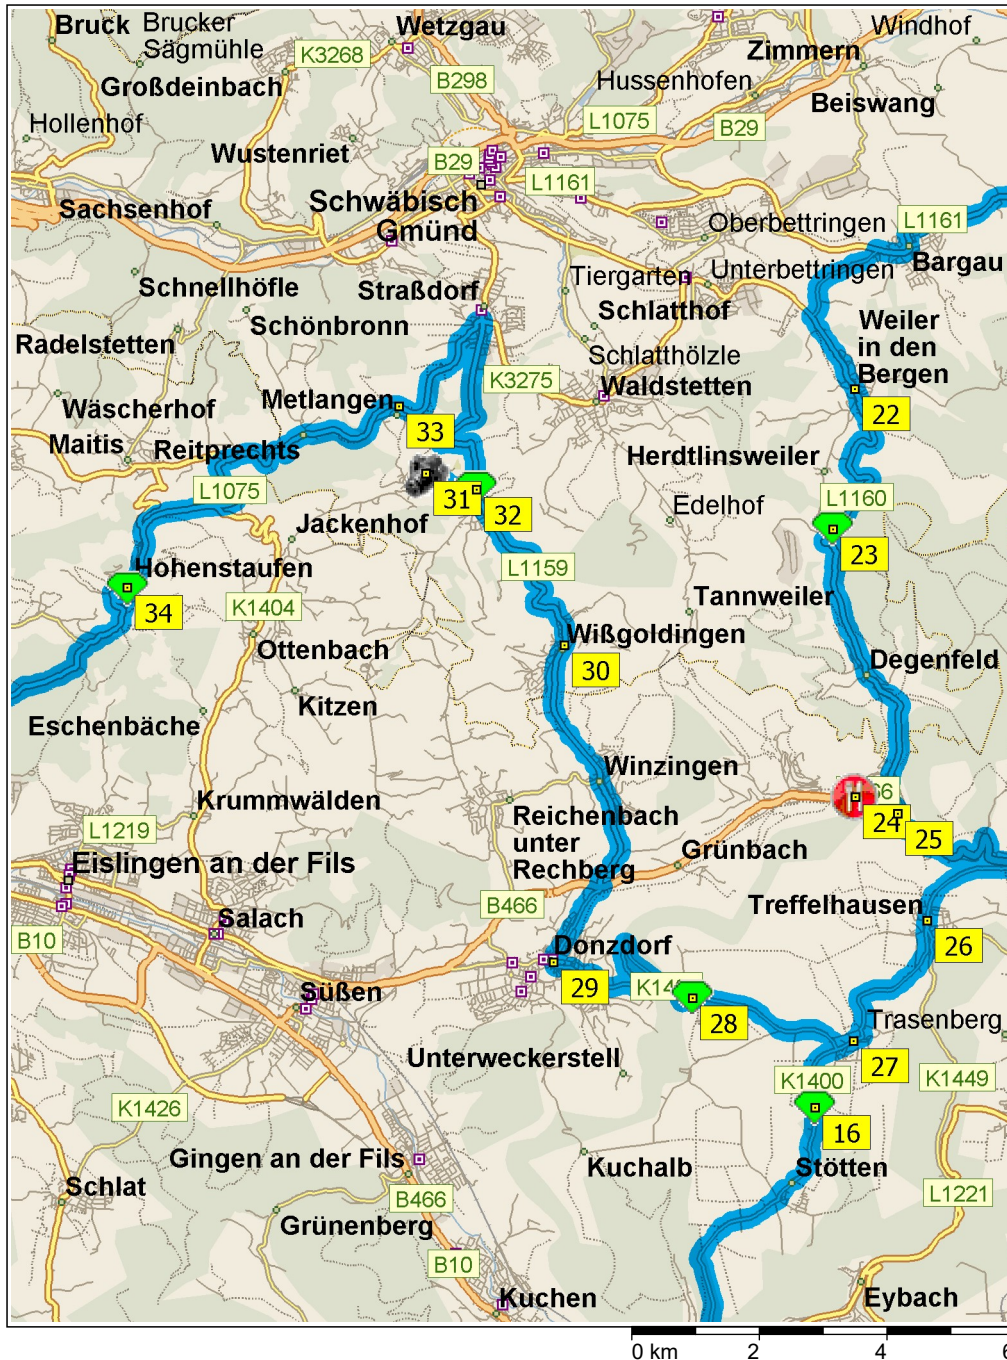 Bruck
Brucker
Sägmühle
Wetzgau
Windhof
K3268
Zimmern
Großdeinbach
B298
Hussenhofen
Beiswang
Hollenhof
L1075
B29
Wustenriet
B29
L1161
Schwäbisch
Gmünd
Sachsenhof
Oberbettringen
L1161
Bargau
Tiergarten
Unterbettringen
Schnellhöfle
Straßdorf
Schönbronn
Schlatthof
Weiler
in den
Bergen
Radelstetten
Schlatthölzle
K3275
Waldstetten
Wäscherhof
Metlangen
22
33
Maitis
Reitprechts
Herdtlinsweiler
L1075
31
32
Edelhof
L1160
Jackenhof
23
L1159
Hohenstaufen
34
K1404
Tannweiler
Wißgoldingen
Ottenbach
30
Degenfeld
Kitzen
Eschenbäche
Winzingen
Krummwälden
Reichenbach
unter
Rechberg
66
24
25
L1219
Eislingen an der Fils
Grünbach
B466
Treffelhausen
Salach
B10
26
Donzdorf
Süßen
29
K14
28
Trasenberg
27
Unterweckerstell
K1400
K1449
K1426
16
Gingen an der Fils
Kuchalb
Stötten
Schlat
B466
L1221
Grünenberg
B10
Kuchen
Eybach
0 km
2
4
6